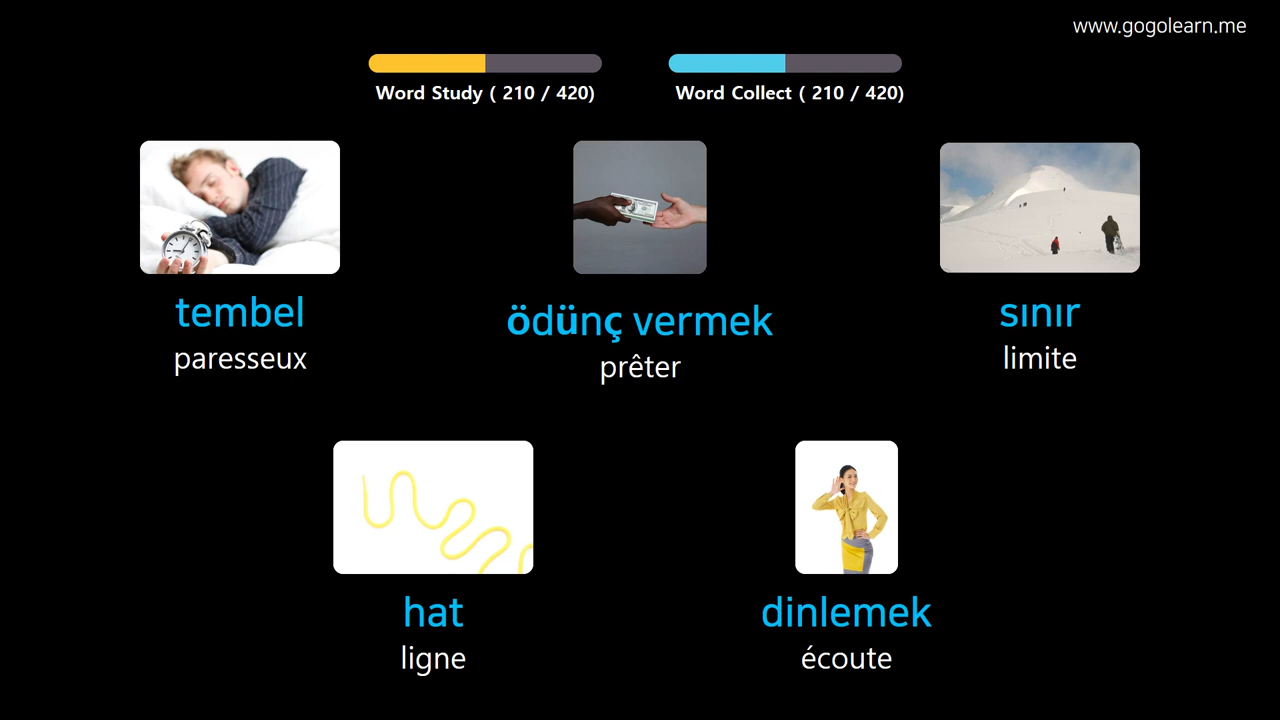 www.gogolearn.me
Word Study ( 210 / 420)
Word Collect ( 210 / 420)
tembel
paresseux
ödünç vermek
prêter
sınır
limite
hat
ligne
dinlemek
écoute